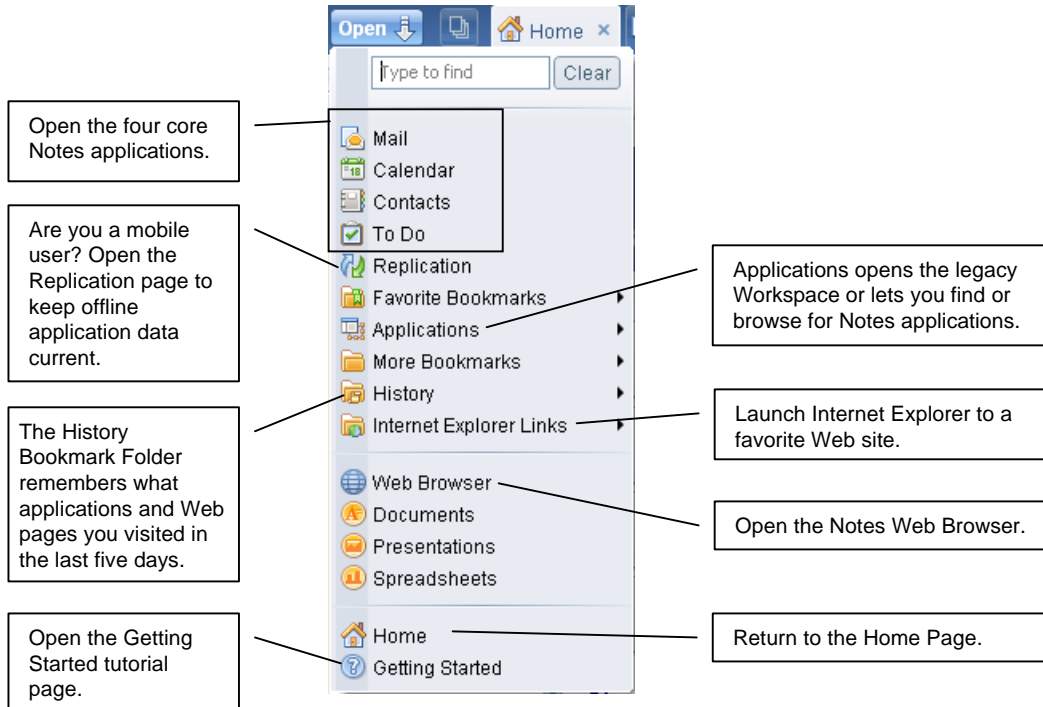 Open
Home
Type to find
Clear
Open the four core
Notes applications.
Are you a mobile
user? Open the
Replication page to
keep offline
application data
current.
The History
Bookmark Folder
remembers what
applications and Web
pages you visited in
the last five days.
Open the Getting
Started tutorial
page.
Mail
18
Calendar
Contacts
To Do
Replication
Favorite Bookmarks
Applications
More Bookmarks
History
Internet Explorer Links
Web Browser
Documents
Presentations
Spreadsheets
Home
Getting Started
Applications opens the legacy
Workspace or lets you find or
browse for Notes applications.
Launch Internet Explorer to a
favorite Web site.
Open the Notes Web Browser.
Return to the Home Page.